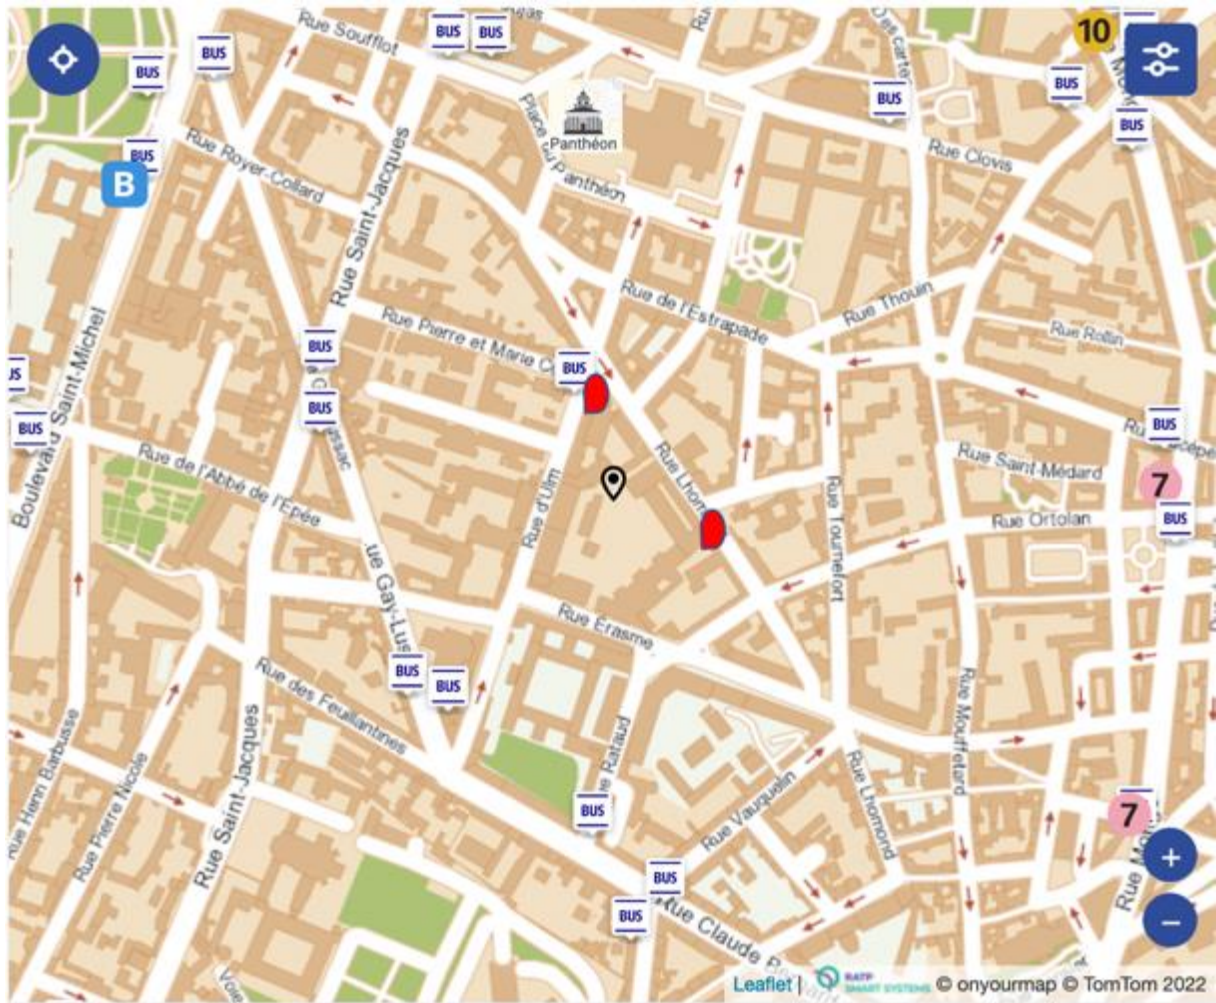 Rue Soufflot
BUS
BUS
BUS
BUS
10
BUS
BUS
BUS
BUS
B
Place du Panthéon
Panthéon
Rue Clovis
Rue Royer-Collard
Rue Saint-Jacques
Boulevard Saint-Michel
Rue de l'Estrapade
Rue Thouin
Rue Rollin
Rue Pierre et Marie C
BUS
BUS
BUS
BUS
BUS
Rue de l'Abbé de l'Epée
Rue d'Ulm
Rue Lhom
Rue Saint-Médard
7
BUS
Rue Ortolan
Rue Tournefort
ue Gay-Lus
ssac
Rue Erasme
BUS
BUS
Rue des Feuillantines
Rue Mouffetard
Rue Henri Barbusse
Rue Pierre Nicole
Rue Saint-Jacques
Rataud
BUS
Rue Vauquelin
Rue Lhomond
7
+
−
BUS
BUS
Rue Claude
Leaflet | RATP SMART SYSTEMS © onyourmap © TomTom 2022